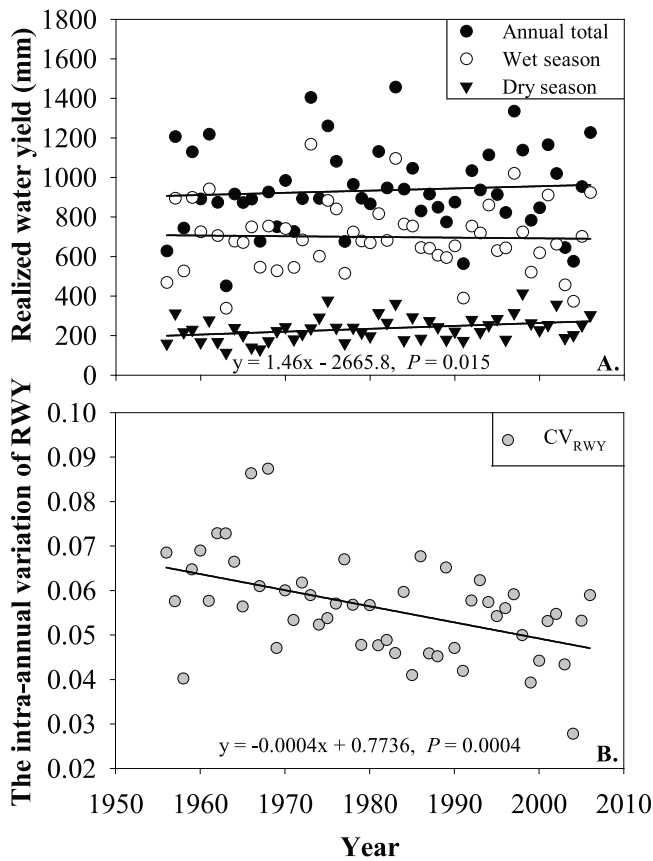 Realized water yield (mm)
1800
1600
1400
1200
1000
800
600
400
200
0
Annual total
Wet season
Dry season
y = 1.46x - 2665.8, P = 0.015
A.
The intra-annual variation of RWY
0.10
0.09
0.08
0.07
0.06
0.05
0.04
0.03
0.02
CVRWY
y = -0.0004x + 0.7736, P = 0.0004
B.
1950 1960 1970 1980 1990 2000 2010
Year